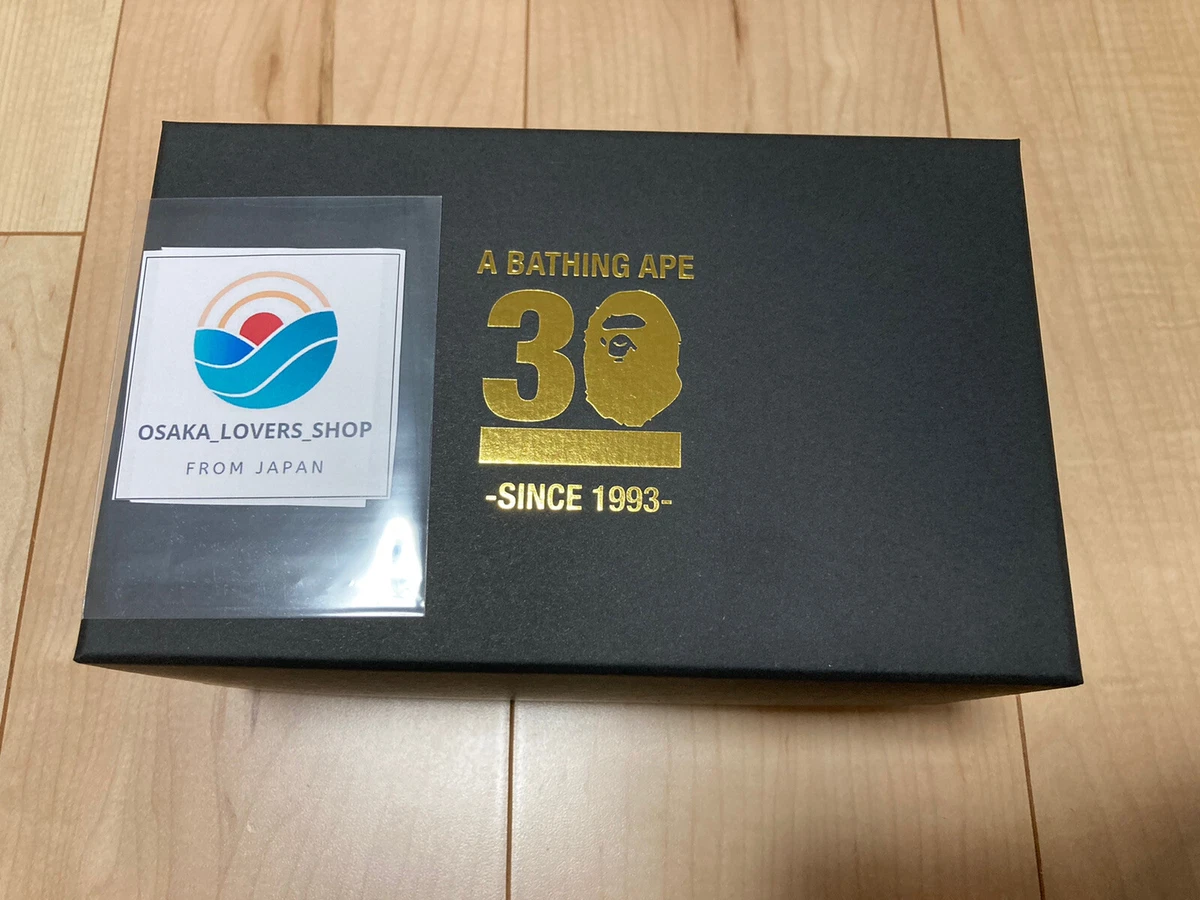 A BATHING APE
30
-SINCE 1993-
OSAKA_LOVERS_SHOP
FROM JAPAN